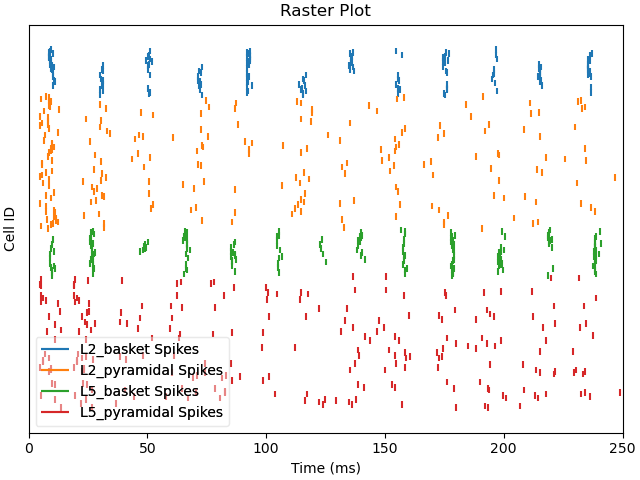 Raster Plot
Cell ID
L2_basket Spikes
L2_pyramidal Spikes
L5_basket Spikes
L5_pyramidal Spikes
0 50 100 150 200 250
Time (ms)